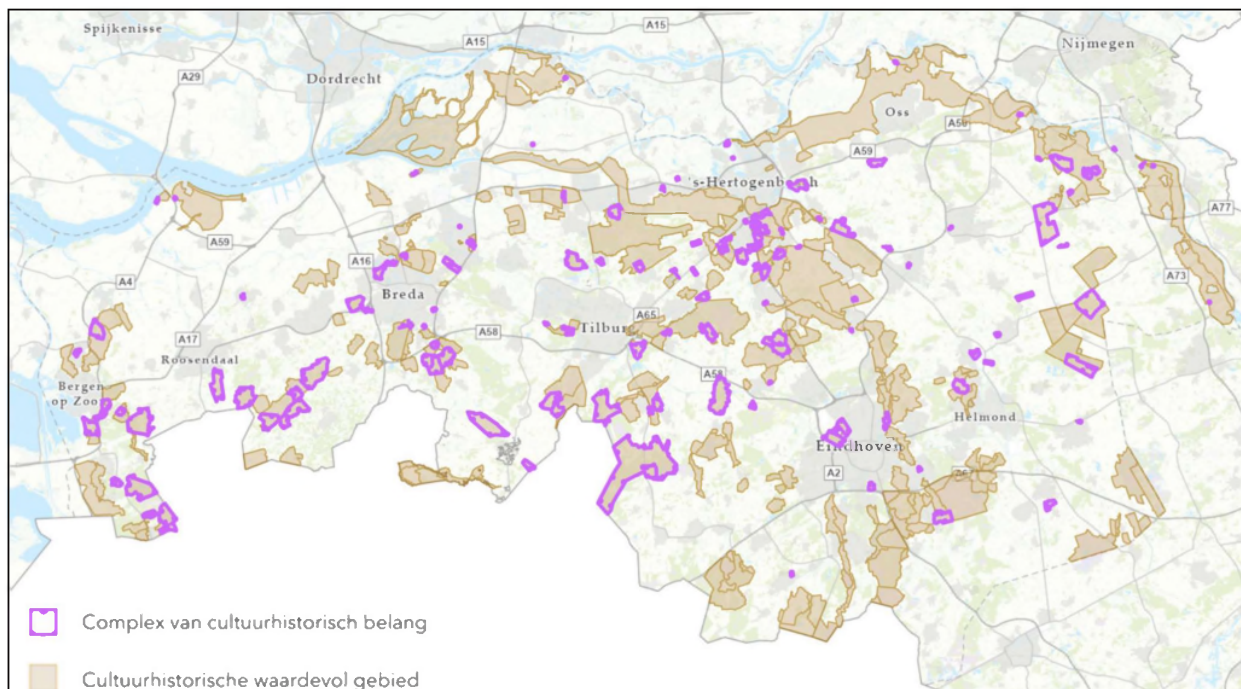 Spijkenisse
A15
A15
Nijmegen
A29
Dordrecht
Oss
A50
A59
's-Hertogenbosch
A77
A59
A16
A4
A73
Breda
A65
Tilburg
A58
A17
Roosendaal
Bergen
op Zoom
A58
Helmond
Eindhoven
A2
A67
Complex van cultuurhistorisch belang
Cultuurhistorische waardevol gebied